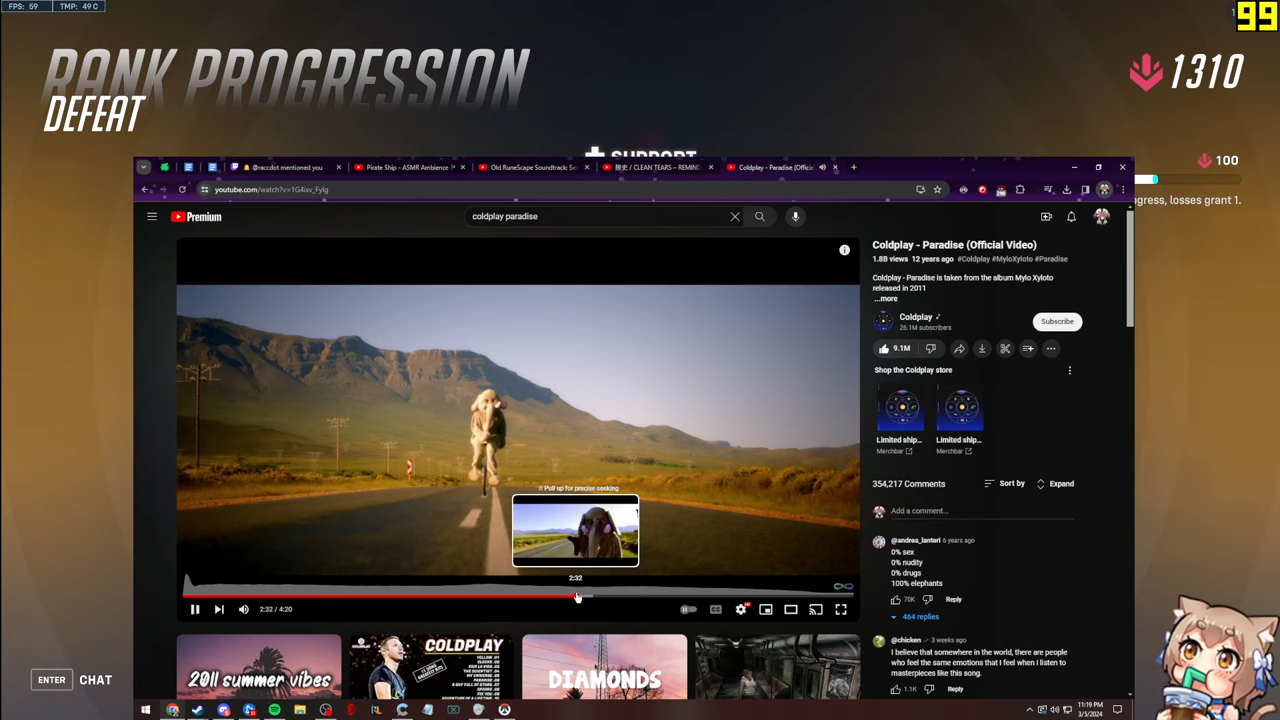 FPS: 59 TMP: 49 C
99
RANK PROGRESSION
DEFEAT
1310
SUPPORT
100
gress, losses grant 1.
@raccdot mentioned you
Pirate Ship - ASMR Ambience
Old RuneScape Soundtrack: Se
/ CLEAN TEARS – REMIND
Coldplay - Paradise (Offici
youtube.com/watch?v=1G4isv_Fylg
Premium
coldplay paradise
Pull up for precise seeking
2:32
2:32 / 4:20
HD
CC
Coldplay - Paradise (Official Video)
1.8B views 12 years ago #Coldplay #MyloXyloto #Paradise
Coldplay - Paradise is taken from the album Mylo Xyloto
released in 2011
...more
Coldplay
26.1M subscribers
Subscribe
9.1M
Shop the Coldplay store
Limited ship...
Merchbar
Limited ship...
Merchbar
354,217 Comments
Sort by
Expand
Add a comment...
@andrea_lanteri 6 years ago
0% sex
0% nudity
0% drugs
100% elephants
70K
Reply
464 replies
@chicken 3 weeks ago
I believe that somewhere in the world, there are people
who feel the same emotions that I feel when I listen to
masterpieces like this song.
1.1K
Reply
2011 summer vibes
COLDPLAY
DIAMONDS
ENTER CHAT
11:19 PM
3/5/2024